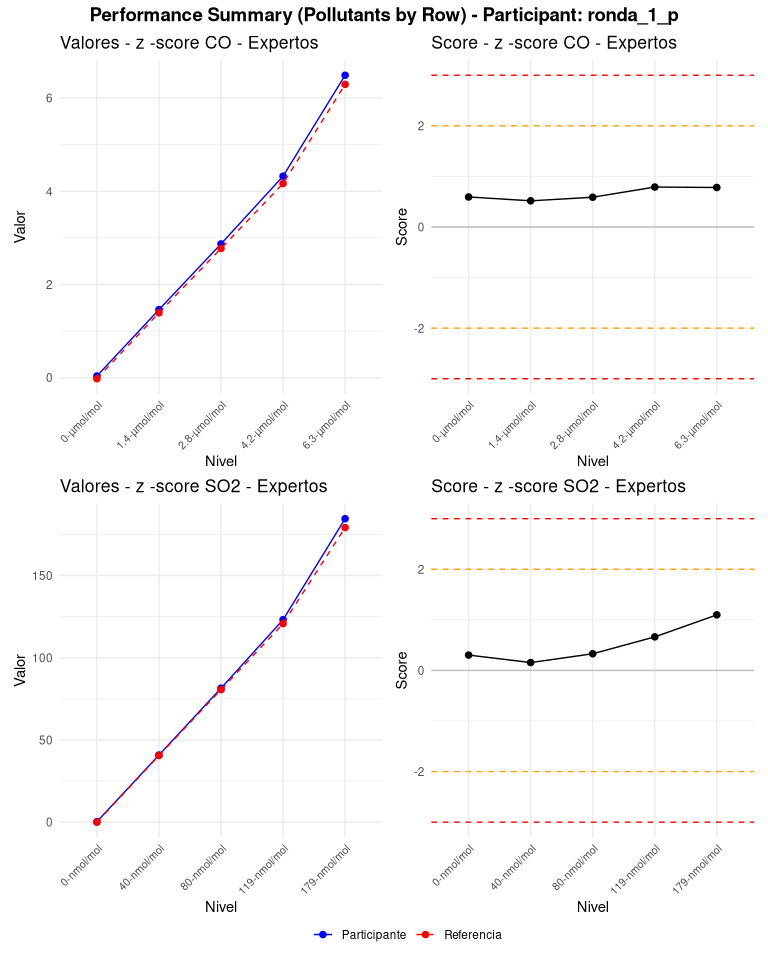 Performance Summary (Pollutants by Row) - Participant: ronda_1_p
Valores - z -score CO - Expertos
Valor
6
4
2
0
0-µmol/mol
1.4-µmol/mol
2.8-µmol/mol
4.2-µmol/mol
6.3-µmol/mol
Nivel
Score - z -score CO - Expertos
Score
2
0
-2
0-µmol/mol
1.4-µmol/mol
2.8-µmol/mol
4.2-µmol/mol
6.3-µmol/mol
Nivel
Valores - z -score SO2 - Expertos
Valor
150
100
50
0
0-nmol/mol
40-nmol/mol
80-nmol/mol
119-nmol/mol
179-nmol/mol
Nivel
Score - z -score SO2 - Expertos
Score
2
0
-2
0-nmol/mol
40-nmol/mol
80-nmol/mol
119-nmol/mol
179-nmol/mol
Nivel
Participante
Referencia